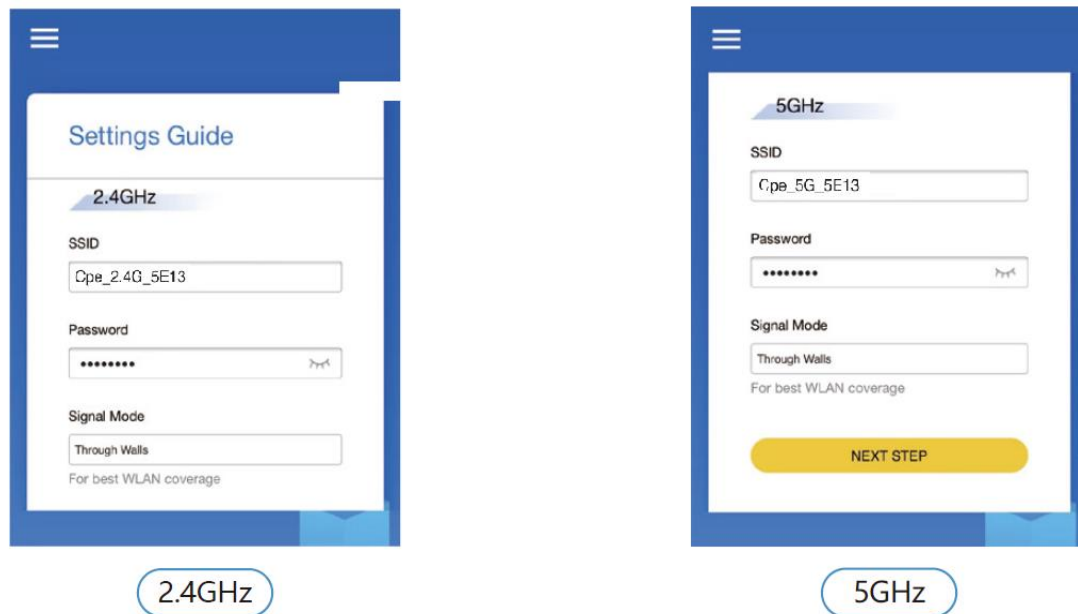 Settings Guide
2.4GHz
SSID
Cpe_2.4G_5E13
Password
••••••••
Signal Mode
Through Walls
For best WLAN coverage
2.4GHz
5GHz
SSID
Cpe_5G_5E13
Password
••••••••
Signal Mode
Through Walls
For best WLAN coverage
NEXT STEP
5GHz